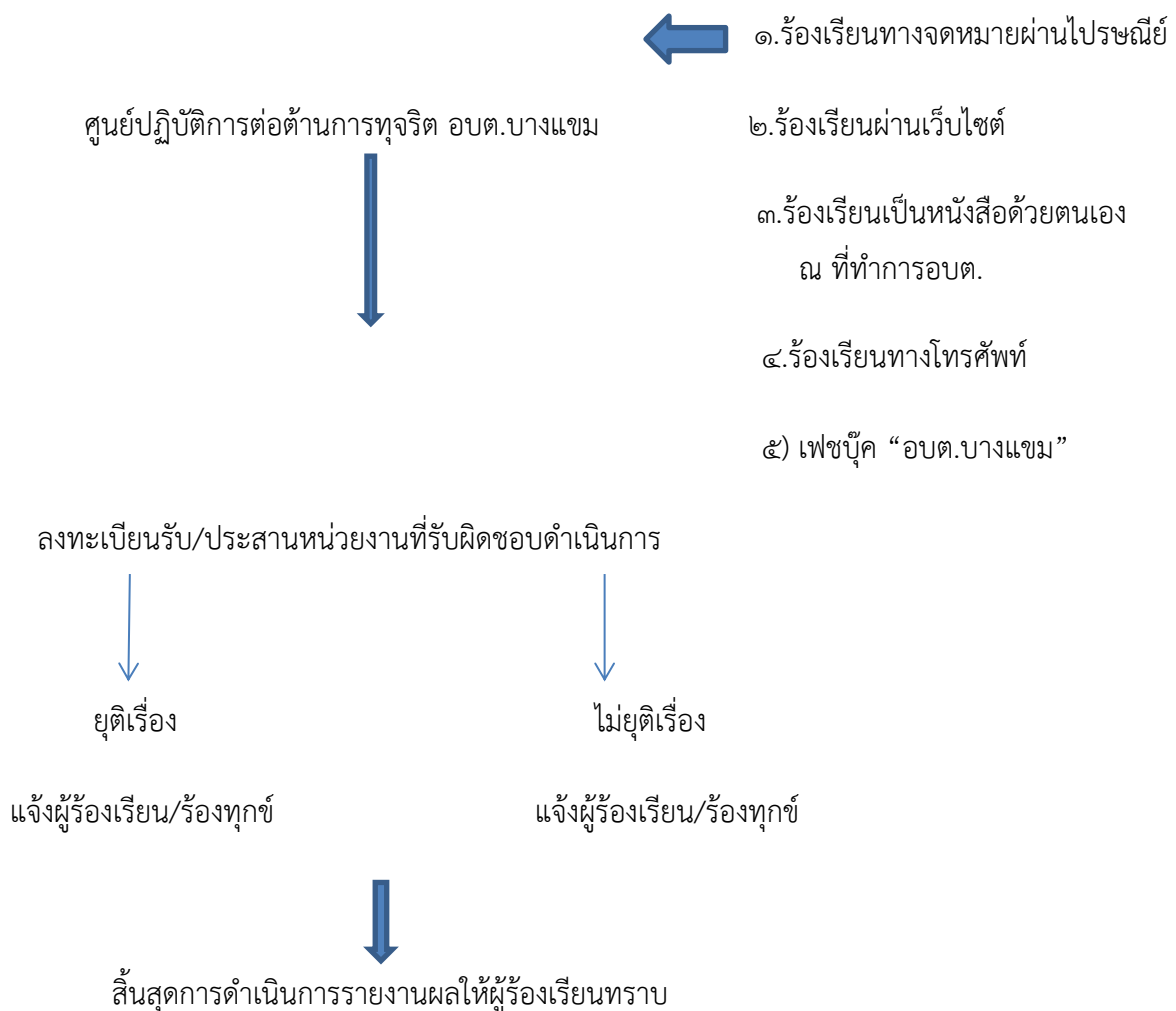 ๑.ร้องเรียนทางจดหมายผ่านไปรษณีย์
ศูนย์ปฏิบัติการต่อต้านการทุจริต อบต.บางแขม
๒.ร้องเรียนผ่านเว็บไซต์
๓.ร้องเรียนเป็นหนังสือด้วยตนเอง
ณ ที่ทำการอบต.
๔.ร้องเรียนทางโทรศัพท์
๕) เฟชบุ๊ค “อบต.บางแขม”
ลงทะเบียนรับ/ประสานหน่วยงานที่รับผิดชอบดำเนินการ
ยุติเรื่อง
ไม่ยุติเรื่อง
แจ้งผู้ร้องเรียน/ร้องทุกข์
แจ้งผู้ร้องเรียน/ร้องทุกข์
สิ้นสุดการดำเนินการรายงานผลให้ผู้ร้องเรียนทราบ